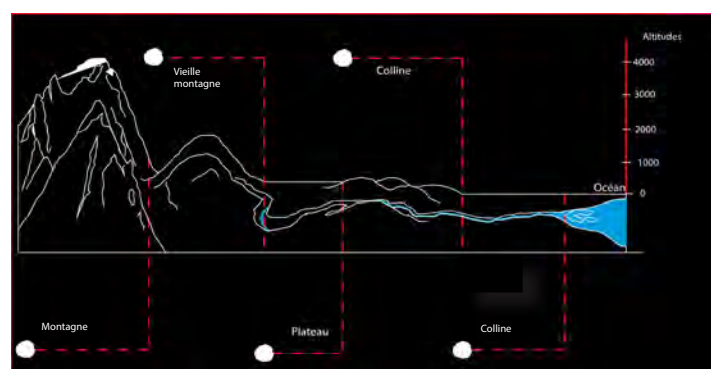 Altitudes
4000
Vieille
montagne
Colline
3000
2000
1000
Océan
0
Montagne
Plateau
Colline